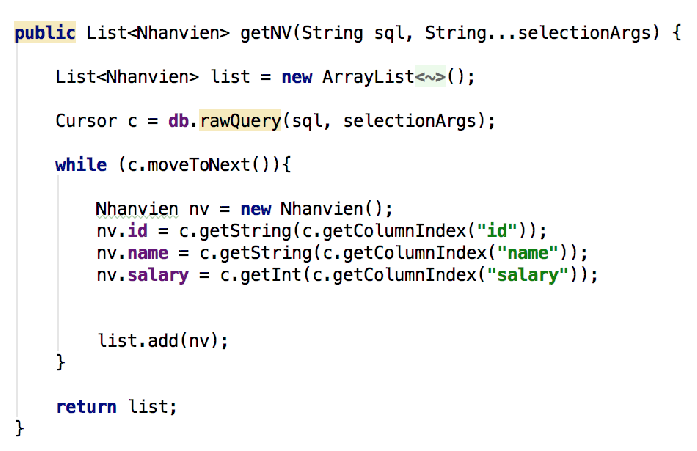 public List<Nhanvien> getNV(String sql, String...selectionArgs) {
List<Nhanvien> list = new ArrayList<~>();
Cursor c = db.rawQuery(sql, selectionArgs);
while (c.moveToNext()){
Nhanvien nv = new Nhanvien();
nv.id = c.getString(c.getColumnIndex("id"));
nv.name = c.getString(c.getColumnIndex("name"));
nv.salary = c.getInt(c.getColumnIndex("salary"));
list.add(nv);
}
return list;
}